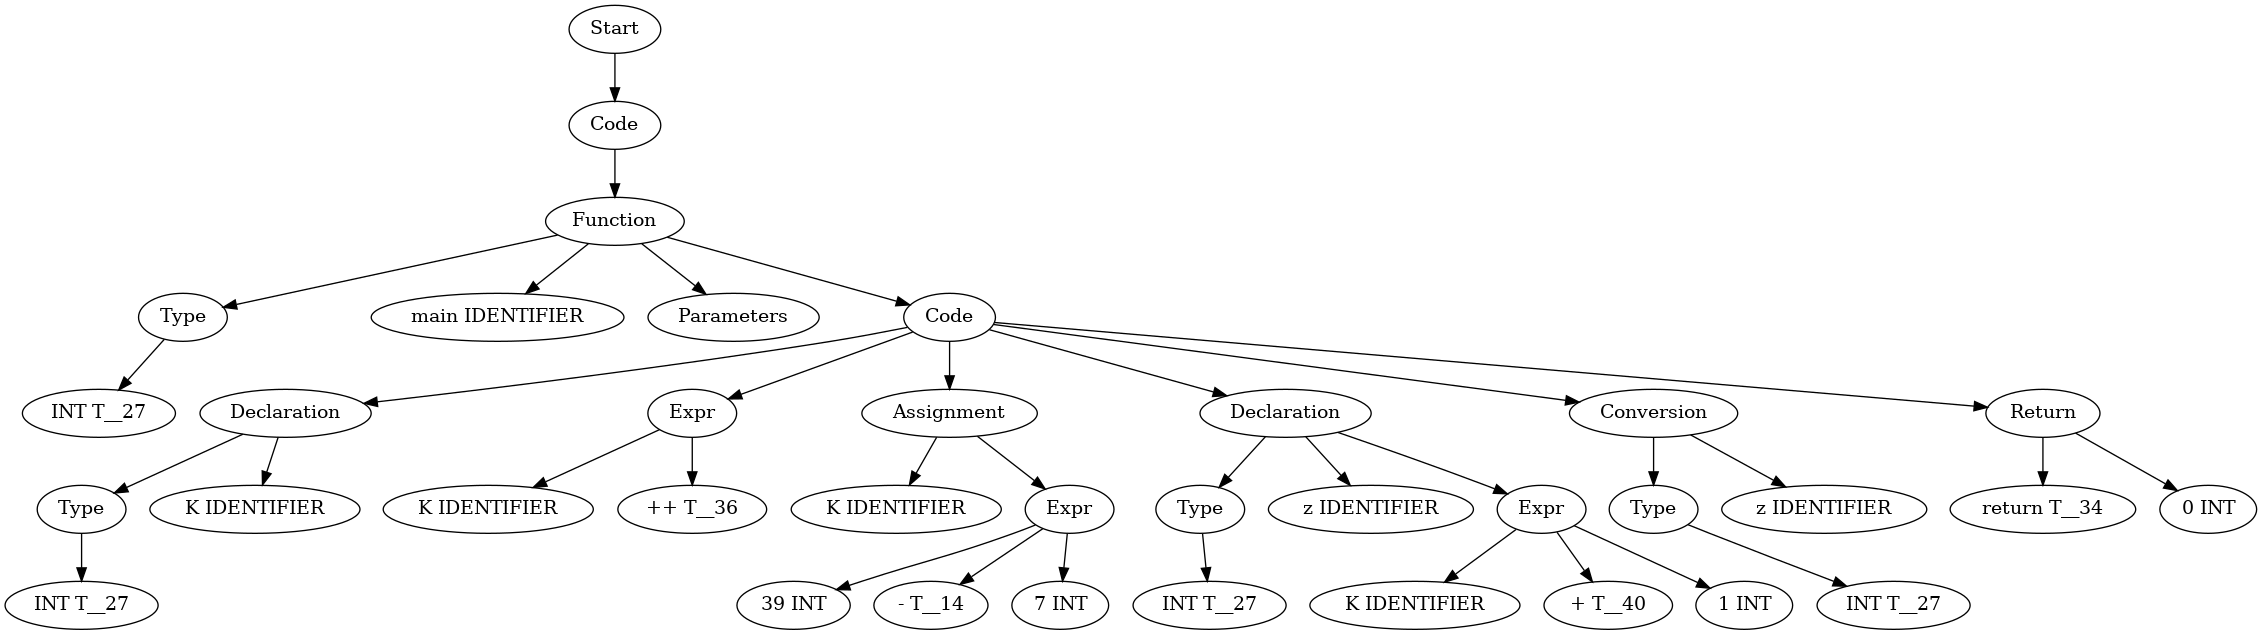 Start
Code
Function
Type
main IDENTIFIER
Parameters
Code
INT T__27
Declaration
Expr
Assignment
Declaration
Conversion
Return
Type
K IDENTIFIER
K IDENTIFIER
++ T__36
K IDENTIFIER
Expr
Type
z IDENTIFIER
Expr
Type
z IDENTIFIER
return T__34
0 INT
INT T__27
39 INT
- T__14
7 INT
INT T__27
K IDENTIFIER
+ T__40
1 INT
INT T__27